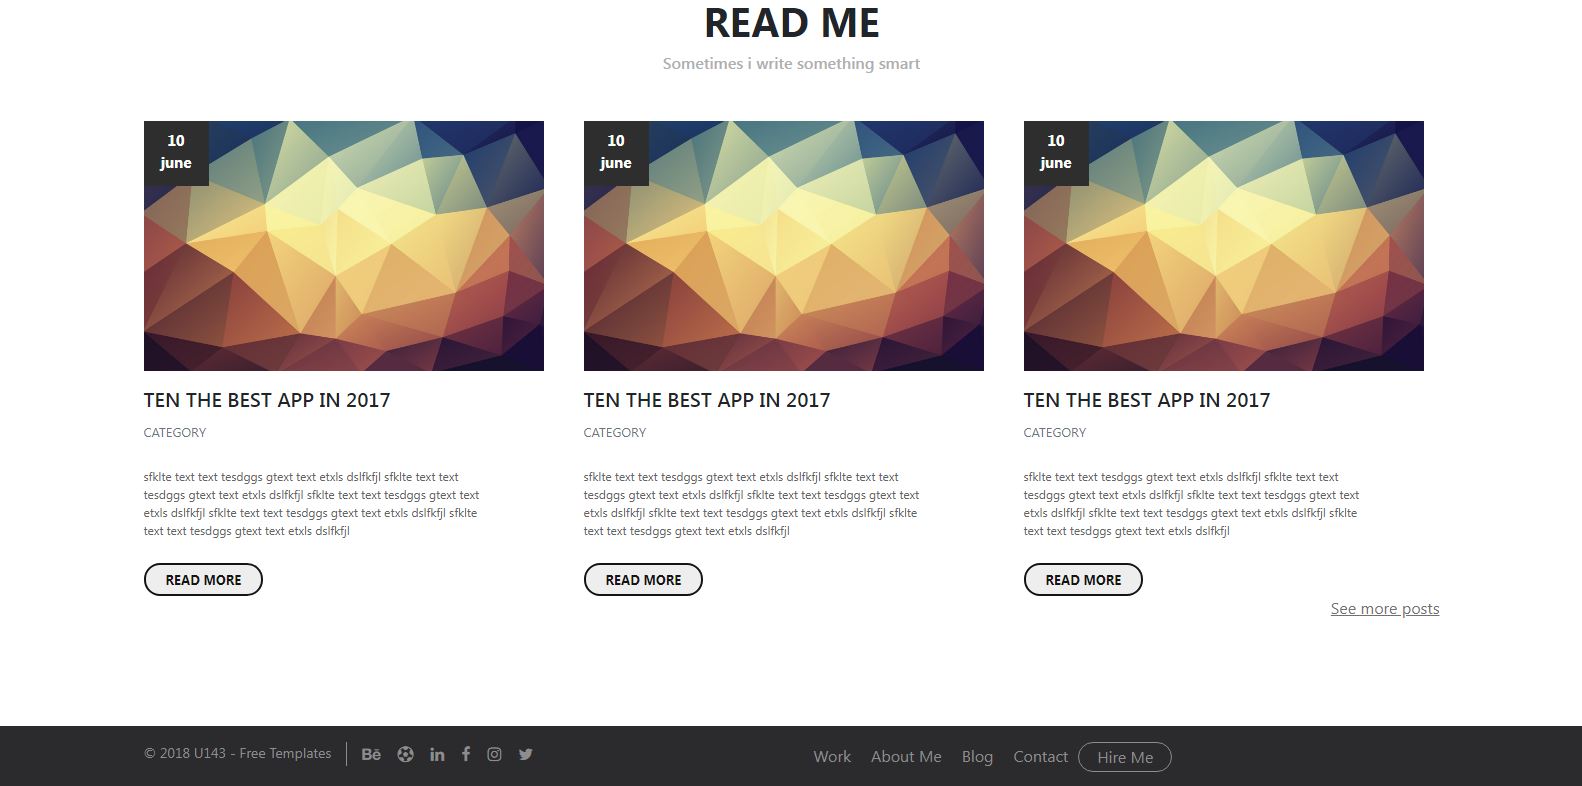 READ ME
Sometimes i write something smart
10
june
TEN THE BEST APP IN 2017
CATEGORY
sfklte text text tesdggs gtext text etxls dslfkfjl sfklte text text
tesdggs gtext text etxls dslfkfjl sfklte text text tesdggs gtext text
etxls dslfkfjl sfklte text text tesdggs gtext text etxls dslfkfjl sfklte
text text tesdggs gtext text etxls dslfkfjl
READ MORE
10
june
TEN THE BEST APP IN 2017
CATEGORY
sfklte text text tesdggs gtext text etxls dslfkfjl sfklte text text
tesdggs gtext text etxls dslfkfjl sfklte text text tesdggs gtext text
etxls dslfkfjl sfklte text text tesdggs gtext text etxls dslfkfjl sfklte
text text tesdggs gtext text etxls dslfkfjl
READ MORE
10
june
TEN THE BEST APP IN 2017
CATEGORY
sfklte text text tesdggs gtext text etxls dslfkfjl sfklte text text
tesdggs gtext text etxls dslfkfjl sfklte text text tesdggs gtext text
etxls dslfkfjl sfklte text text tesdggs gtext text etxls dslfkfjl sfklte
text text tesdggs gtext text etxls dslfkfjl
READ MORE
See more posts
© 2018 U143 - Free Templates
Work About Me Blog Contact Hire Me